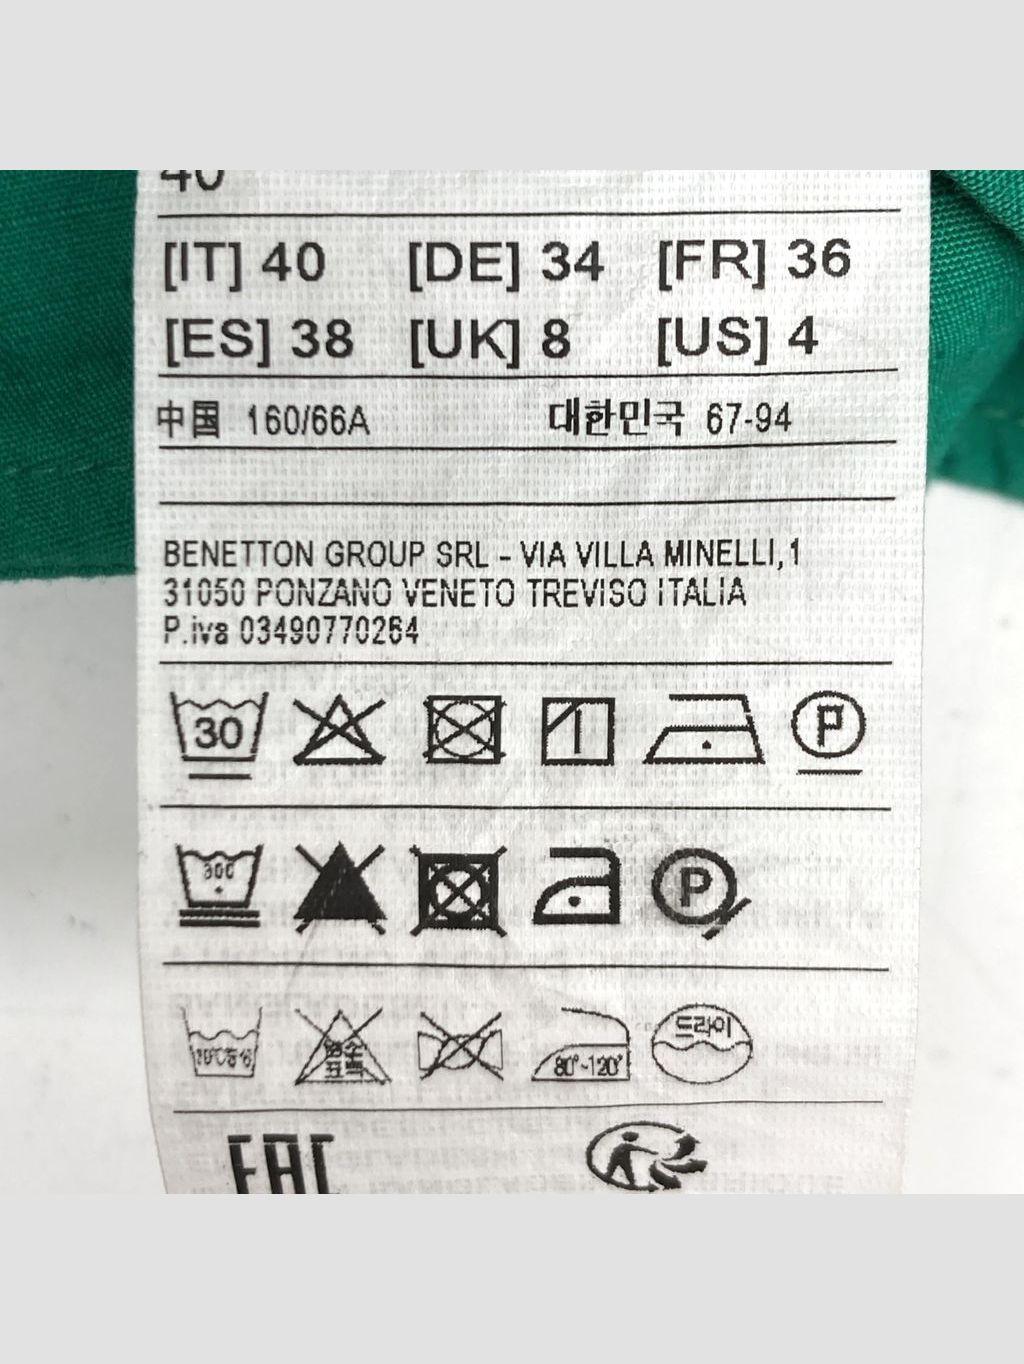 40
[IT] 40 [DE] 34 [FR] 36
[ES] 38 [UK] 8 [US] 4
中国 160/66A 대한민국 67-94
BENETTON GROUP SRL - VIA VILLA MINELLI, 1
31050 PONZANO VENETO TREVISO ITALIA
P.iva 03490770264
30 P
P
드라이
80°~120°
EAC